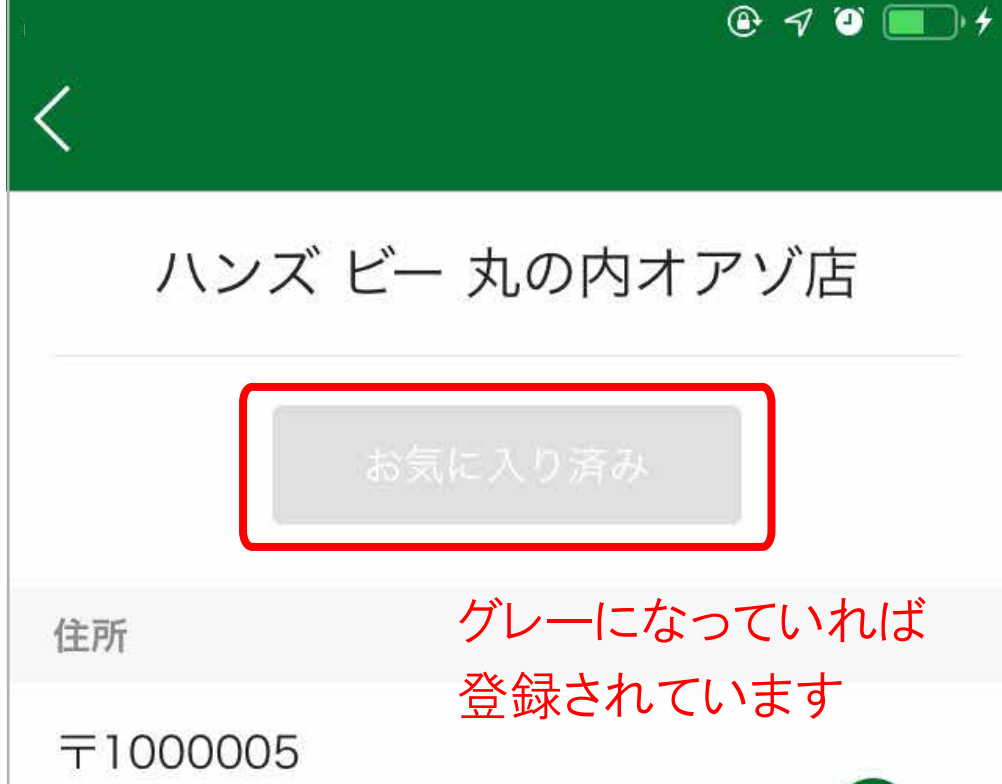 ハンズ ビー 丸の内オアゾ店
お気に入り済み
住所
グレーになっていれば
登録されています
〒1000005